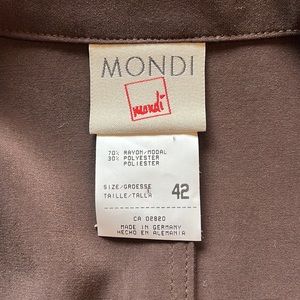 MONDI
mondi
70% RAYON/MODAL
30% POLYESTER
POLIESTER
SIZE/GROESSE
TAILLE/TALLA 42
CA 02820
MADE IN GERMANY
HECHO EN ALEMANIA